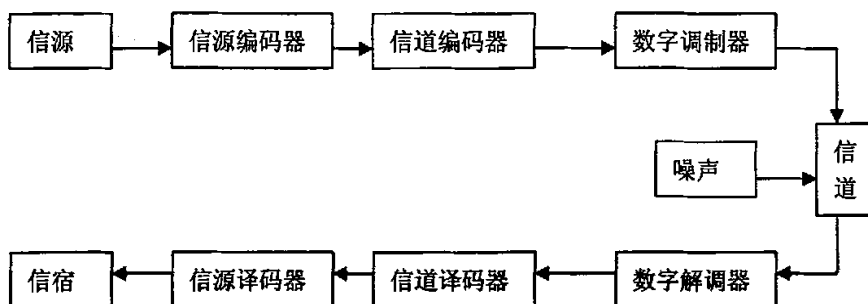 信源
信源编码器
信道编码器
数字调制器
信道
噪声
信宿
信源译码器
信道译码器
数字解调器